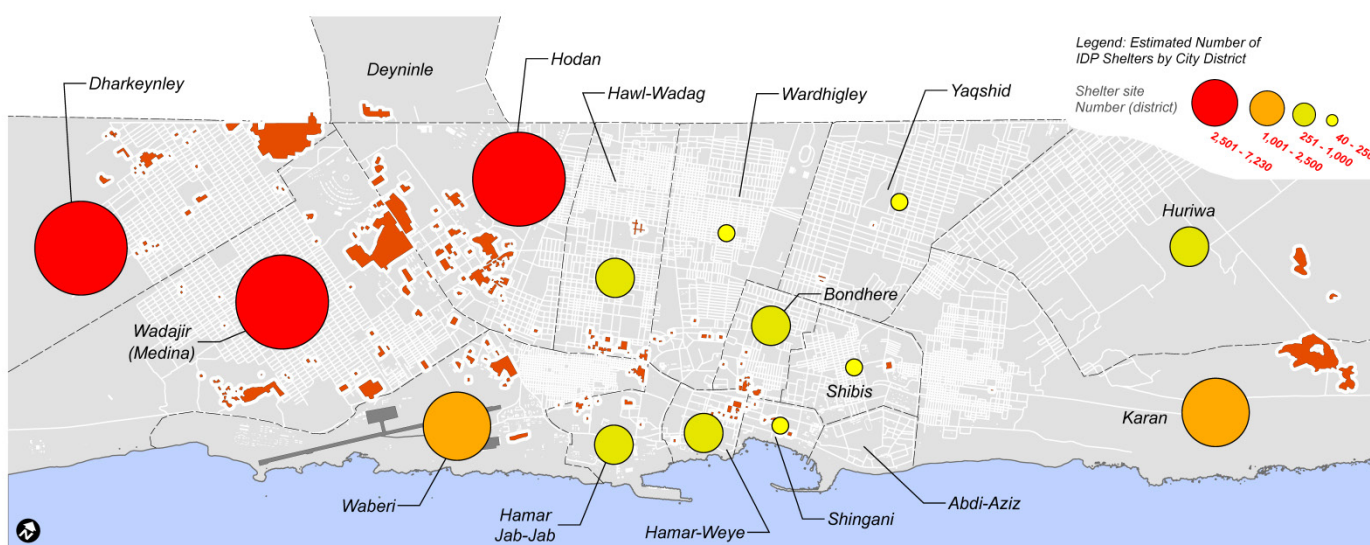 Legend: Estimated Number of
IDP Shelters by City District
Shelter site
Number (district)
2,501 - 7,230
1,001 - 2,500
251 - 1,000
40 - 250
Dharkeynley
Deyninle
Hodan
Hawl-Wadag
Wardhigley
Yaqshid
Huriwa
Wadajir
(Medina)
Bondhere
Shibis
Karan
Waberi
Hamar
Jab-Jab
Hamar-Weye
Shingani
Abdi-Aziz
N